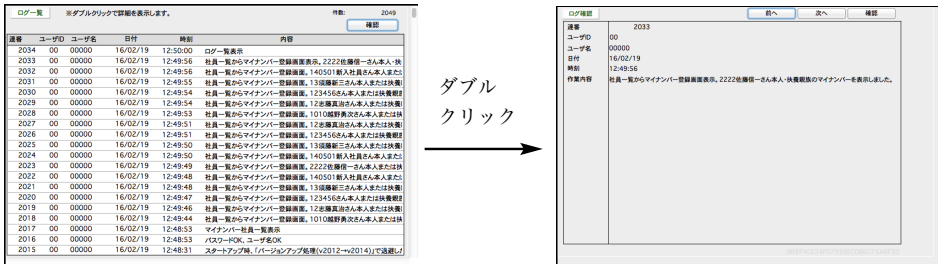 ログ一覧 ※ダブルクリックで詳細を表示します。 件数: 2049
確認
連番 ユーザID ユーザ名 日付 時刻 内容
2034 00 00000 16/02/19 12:50:00 ログ一覧表示
2033 00 00000 16/02/19 12:49:56 社員一覧からマイナンバー登録画面表示。2222佐藤信一さん本人・扶
2032 00 00000 16/02/19 12:49:56 社員一覧からマイナンバー登録画面。140501新入社員さん本人または
2031 00 00000 16/02/19 12:49:55 社員一覧からマイナンバー登録画面。13須藤新三さん本人または扶養
2030 00 00000 16/02/19 12:49:54 社員一覧からマイナンバー登録画面。123456さん本人または扶養親
2029 00 00000 16/02/19 12:49:54 社員一覧からマイナンバー登録画面。12志藤真治さん本人または扶養
2028 00 00000 16/02/19 12:49:53 社員一覧からマイナンバー登録画面。1010越野勇次さん本人または扶
2027 00 00000 16/02/19 12:49:51 社員一覧からマイナンバー登録画面。12志藤真治さん本人または扶養
2026 00 00000 16/02/19 12:49:51 社員一覧からマイナンバー登録画面。123456さん本人または扶養親
2025 00 00000 16/02/19 12:49:50 社員一覧からマイナンバー登録画面。13須藤新三さん本人または扶養
2024 00 00000 16/02/19 12:49:50 社員一覧からマイナンバー登録画面。140501新入社員さん本人または
2023 00 00000 16/02/19 12:49:49 社員一覧からマイナンバー登録画面。2222佐藤信一さん本人または扶
2022 00 00000 16/02/19 12:49:48 社員一覧からマイナンバー登録画面。140501新入社員さん本人または
2021 00 00000 16/02/19 12:49:48 社員一覧からマイナンバー登録画面。13須藤新三さん本人または扶養
2020 00 00000 16/02/19 12:49:47 社員一覧からマイナンバー登録画面。123456さん本人または扶養親
2019 00 00000 16/02/19 12:49:46 社員一覧からマイナンバー登録画面。12志藤真治さん本人または扶養
2018 00 00000 16/02/19 12:49:44 社員一覧からマイナンバー登録画面。1010越野勇次さん本人または扶
2017 00 00000 16/02/19 12:48:53 マイナンバー社員一覧表示
2016 00 00000 16/02/19 12:48:53 パスワードOK、ユーザ名OK
2015 00 00000 16/02/19 12:48:31 スタートアップ時、「バージョンアップ処理(v2012→v2014)」で追避し
ダブル
クリック
ログ確認 前へ 次へ 確認
連番 2033
ユーザID 00
ユーザ名 00000
日付 16/02/19
時刻 12:49:56
作業内容 社員一覧からマイナンバー登録画面表示。2222佐藤信一さん本人・扶養親族のマイナンバーを表示しました。